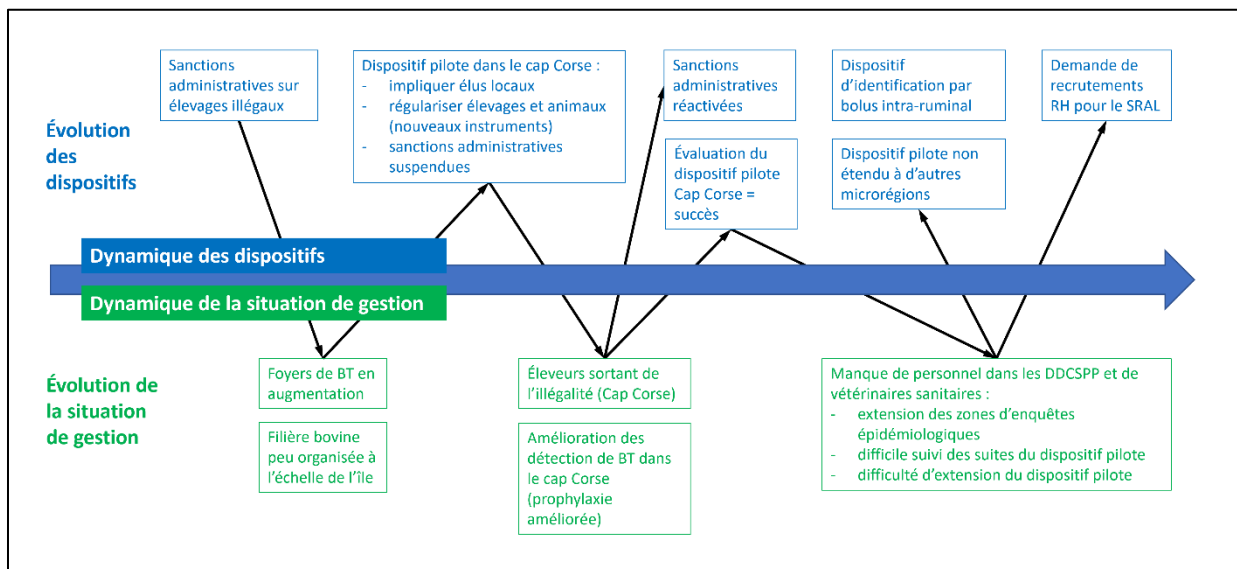 Sanctions
administratives sur
élevages illégaux
Dispositif pilote dans le cap Corse :
- impliquer élus locaux
- régulariser élevages et animaux
(nouveaux instruments)
- sanctions administratives
suspendues
Sanctions
administratives
réactivées
Dispositif
d'identification par
bolus intra-ruminal
Demande de
recrutements
RH pour le SRAL
Évolution
des
dispositifs
Évaluation du
dispositif pilote
Cap Corse =
succès
Dispositif pilote non
étendu à d'autres
microrégions
Dynamique des dispositifs
Dynamique de la situation de gestion
Évolution de
la situation
de gestion
Foyers de BT en
augmentation
Filière bovine
peu organisée à
l'échelle de l'île
Éleveurs sortant de
l'illégalité (Cap Corse)
Amélioration des
détection de BT dans
le cap Corse
(prophylaxie
améliorée)
Manque de personnel dans les DDCSPP et de
vétérinaires sanitaires :
- extension des zones d'enquêtes
épidémiologiques
- difficile suivi des suites du dispositif pilote
- difficulté d'extension du dispositif pilote